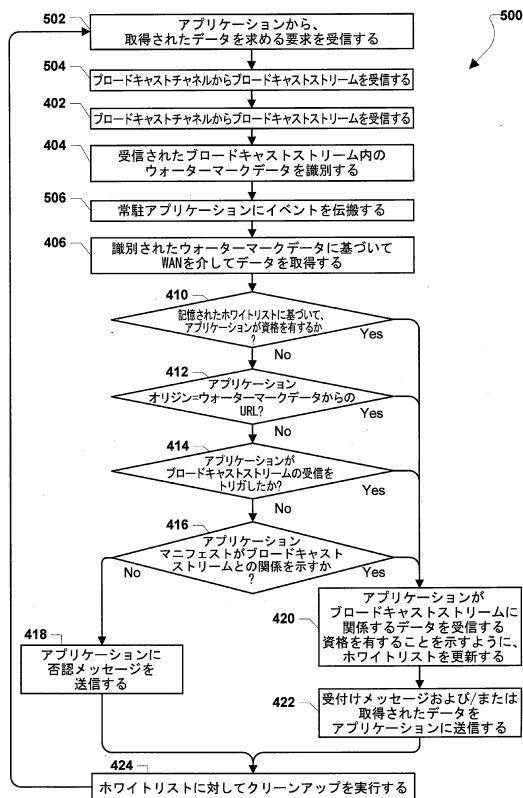 500
502
アプリケーションから、
取得されたデータを求める要求を受信する
504
ブロードキャストチャネルからブロードキャストストリームを受信する
402
ブロードキャストチャネルからブロードキャストストリームを受信する
404
受信されたブロードキャストストリーム内の
ウォーターマークデータを識別する
506
常駐アプリケーションにイベントを伝搬する
406
識別されたウォーターマークデータに基づいて
WANを介してデータを取得する
410
記憶されたホワイトリストに基づいて、
アプリケーションが資格を有するか
?
Yes
No
412
アプリケーション
オリジン=ウォーターマークデータからの
URL?
Yes
No
414
アプリケーションが
ブロードキャストストリームの受信を
トリガしたか?
Yes
No
416
アプリケーション
マニフェストがブロードキャスト
ストリームとの関係を示すか
?
No
Yes
418
アプリケーションに
否認メッセージを
送信する
420
アプリケーションが
ブロードキャストストリームに
関係するデータを受信する
資格を有することを示すように、
ホワイトリストを更新する
422
受付けメッセージおよび/または
取得されたデータを
アプリケーションに送信する
424
ホワイトリストに対してクリーンアップを実行する